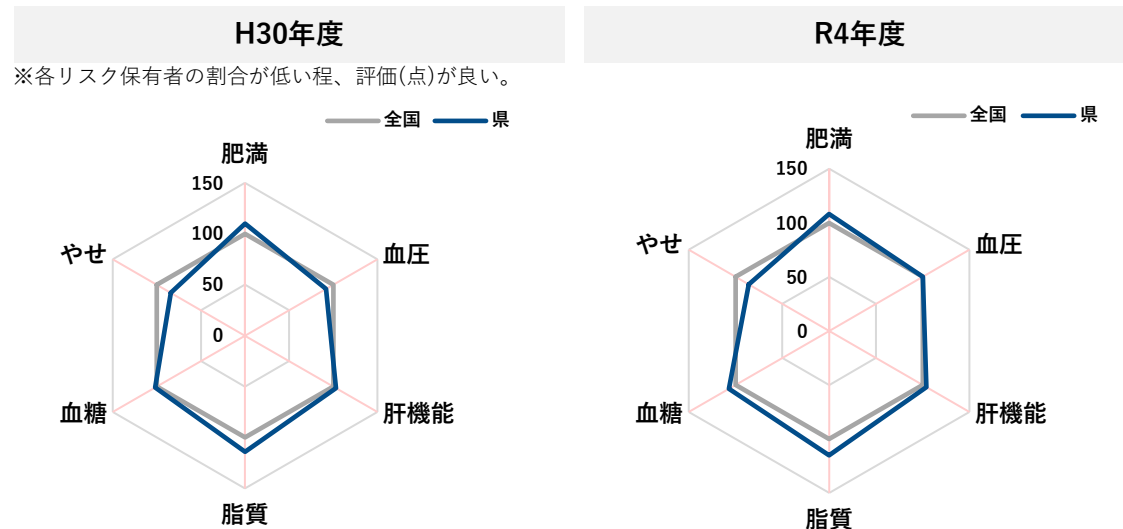 H30年度
※各リスク保有者の割合が低い程、評価(点)が良い。
全国 県
肥満
150
100
50
0
血圧
肝機能
脂質
血糖
やせ
R4年度
全国 県
肥満
150
100
50
0
血圧
肝機能
脂質
血糖
やせ